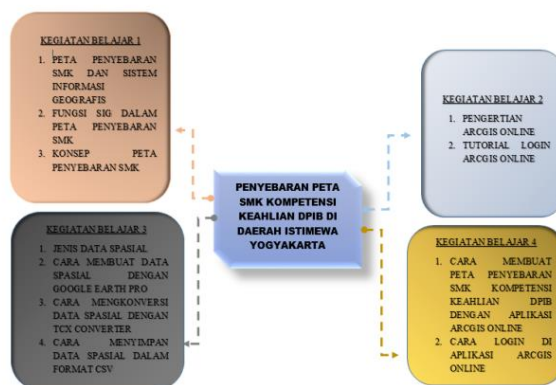 KEGIATAN BELAJAR 1
1. PETA PENYEBARAN
SMK DAN SISTEM
INFORMASI
GEOGRAFIS
2. FUNGSI SIG DALAM
PETA PENYEBARAN
SMK
3. KONSEP PETA
PENYEBARAN SMK
KEGIATAN BELAJAR 2
1. PENGERTIAN
ARCGIS ONLINE
2. TUTORIAL LOGIN
ARCGIS ONLINE
PENYEBARAN PETA
SMK KOMPETENSI
KEAHLIAN DPIB DI
DAERAH ISTIMEWA
YOGYAKARTA
KEGIATAN BELAJAR 3
1. JENIS DATA SPASIAL
2. CARA MEMBUAT DATA
SPASIAL DENGAN
GOOGLE EARTH PRO
3. CARA MENGKONVERSI
DATA SPASIAL DENGAN
TCX CONVERTER
4. CARA MENYIMPAN
DATA SPASIAL DALAM
FORMAT CSV
KEGIATAN BELAJAR 4
1. CARA MEMBUAT
PETA PENYEBARAN
SMK KOMPETENSI
KEAHLIAN DPIB
DENGAN APLIKASI
ARCGIS ONLINE
2. CARA LOGIN DI
APLIKASI ARCGIS
ONLINE